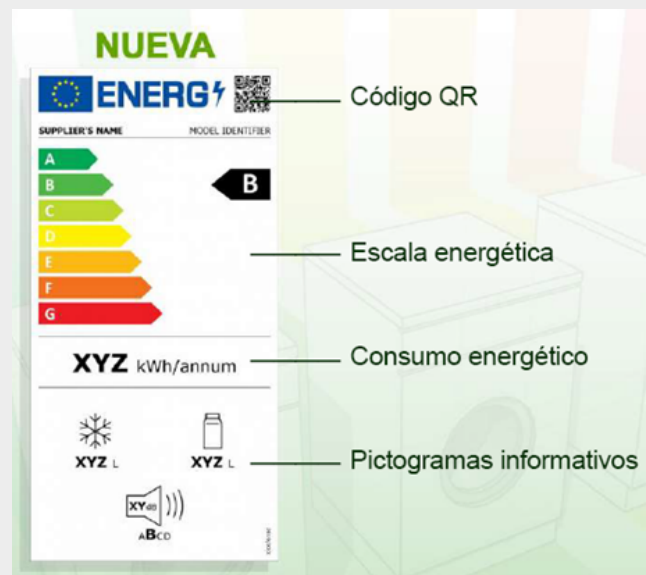 NUEVA
ENERG
Código QR
SUPPLIER'S NAME MODEL IDENTIFIER
A
B B
C
D
Escala energética
E
F
G
XYZ kWh/annum
Consumo energético
XYZ L XYZ L
Pictogramas informativos
XY dB
ABCD